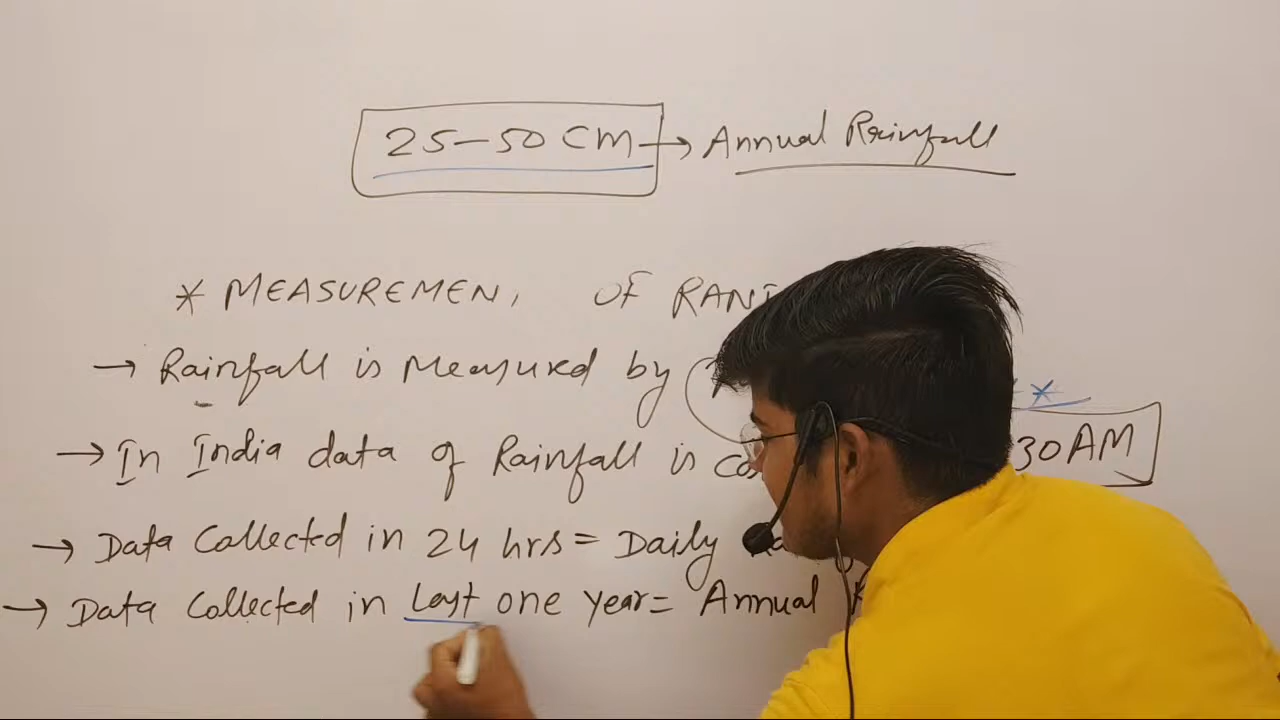 25-50 CM → Annual Rainfall
* MEASUREMEN, OF
→ Rainfall is Measured by
→ In India data of Rainfall is 30AM
→ Data Collected in 24 hrs = Daily
→ Data Collected in Last one year = Annual